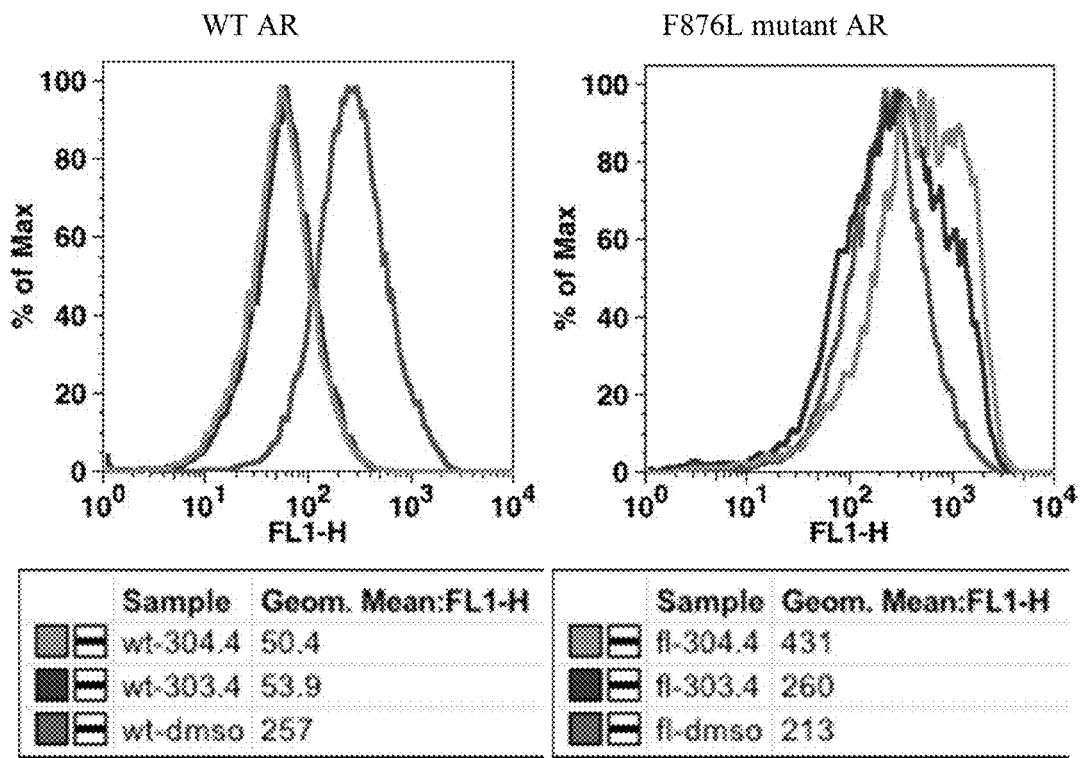 WT AR
F876L mutant AR
% of Max
100
80
60
40
20
0
10^0 10^1 10^2 10^3 10^4
FL1-H
% of Max
100
80
60
40
20
0
10^0 10^1 10^2 10^3 10^4
FL1-H
Sample Geom. Mean:FL1-H
wt-304.4 50.4
wt-303.4 53.9
wt-dmso 257
Sample Geom. Mean:FL1-H
fl-304.4 431
fl-303.4 260
fl-dmso 213